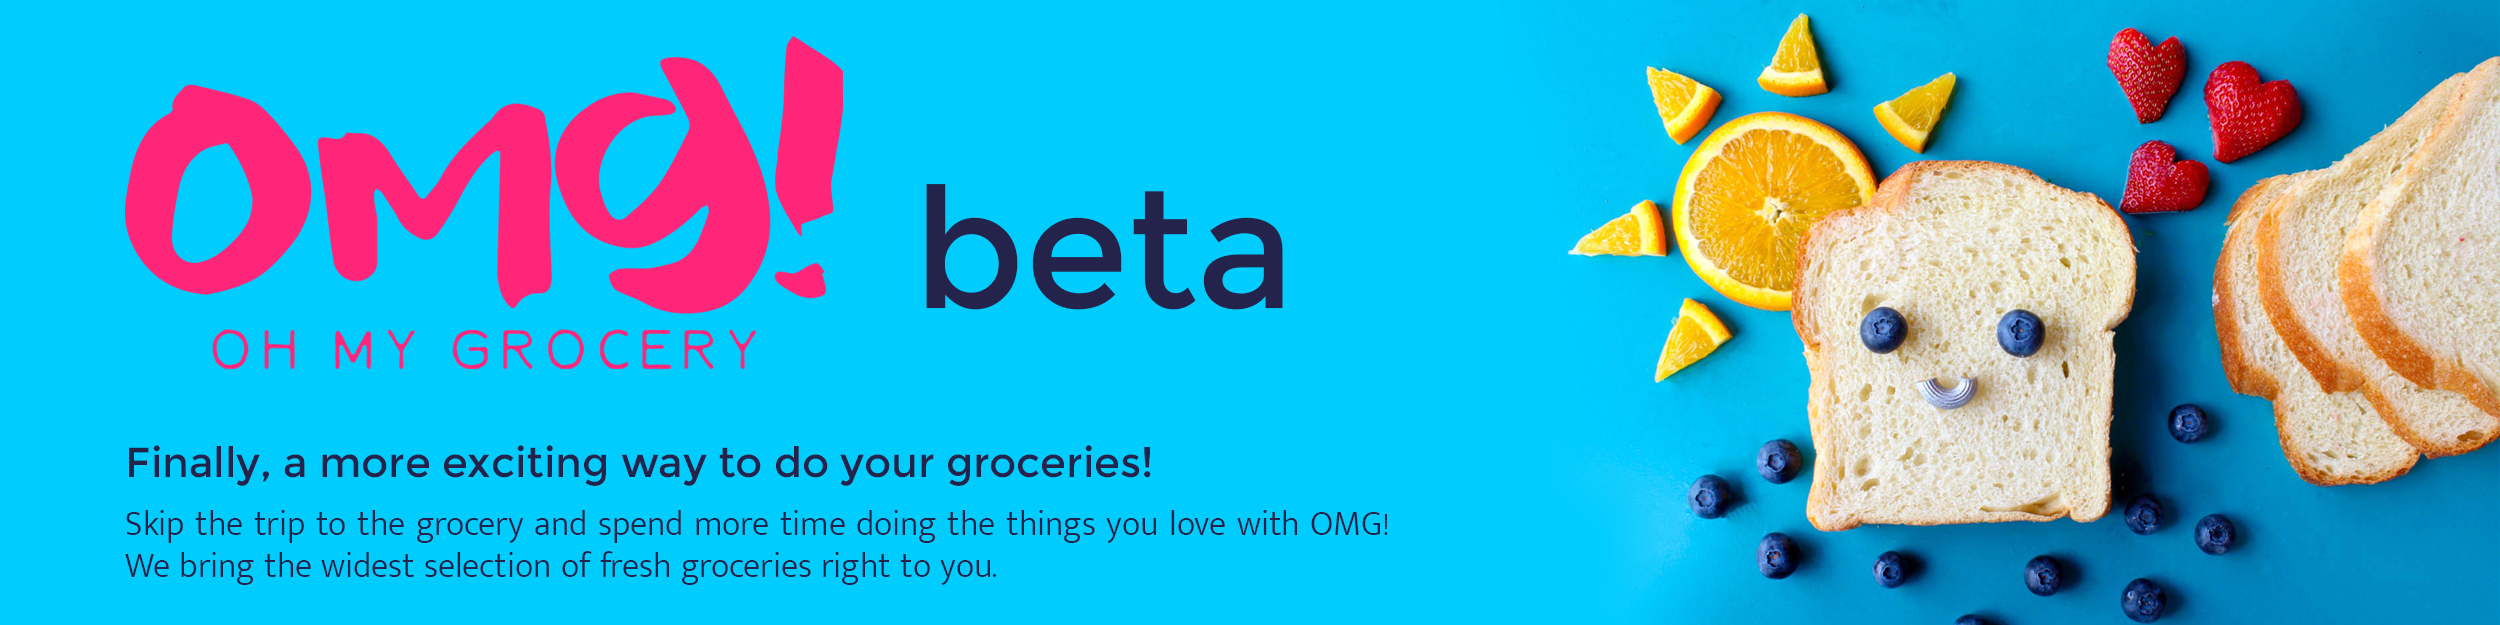 omg!
OH MY GROCERY
beta
Finally, a more exciting way to do your groceries!
Skip the trip to the grocery and spend more time doing the things you love with OMG!
We bring the widest selection of fresh groceries right to you.